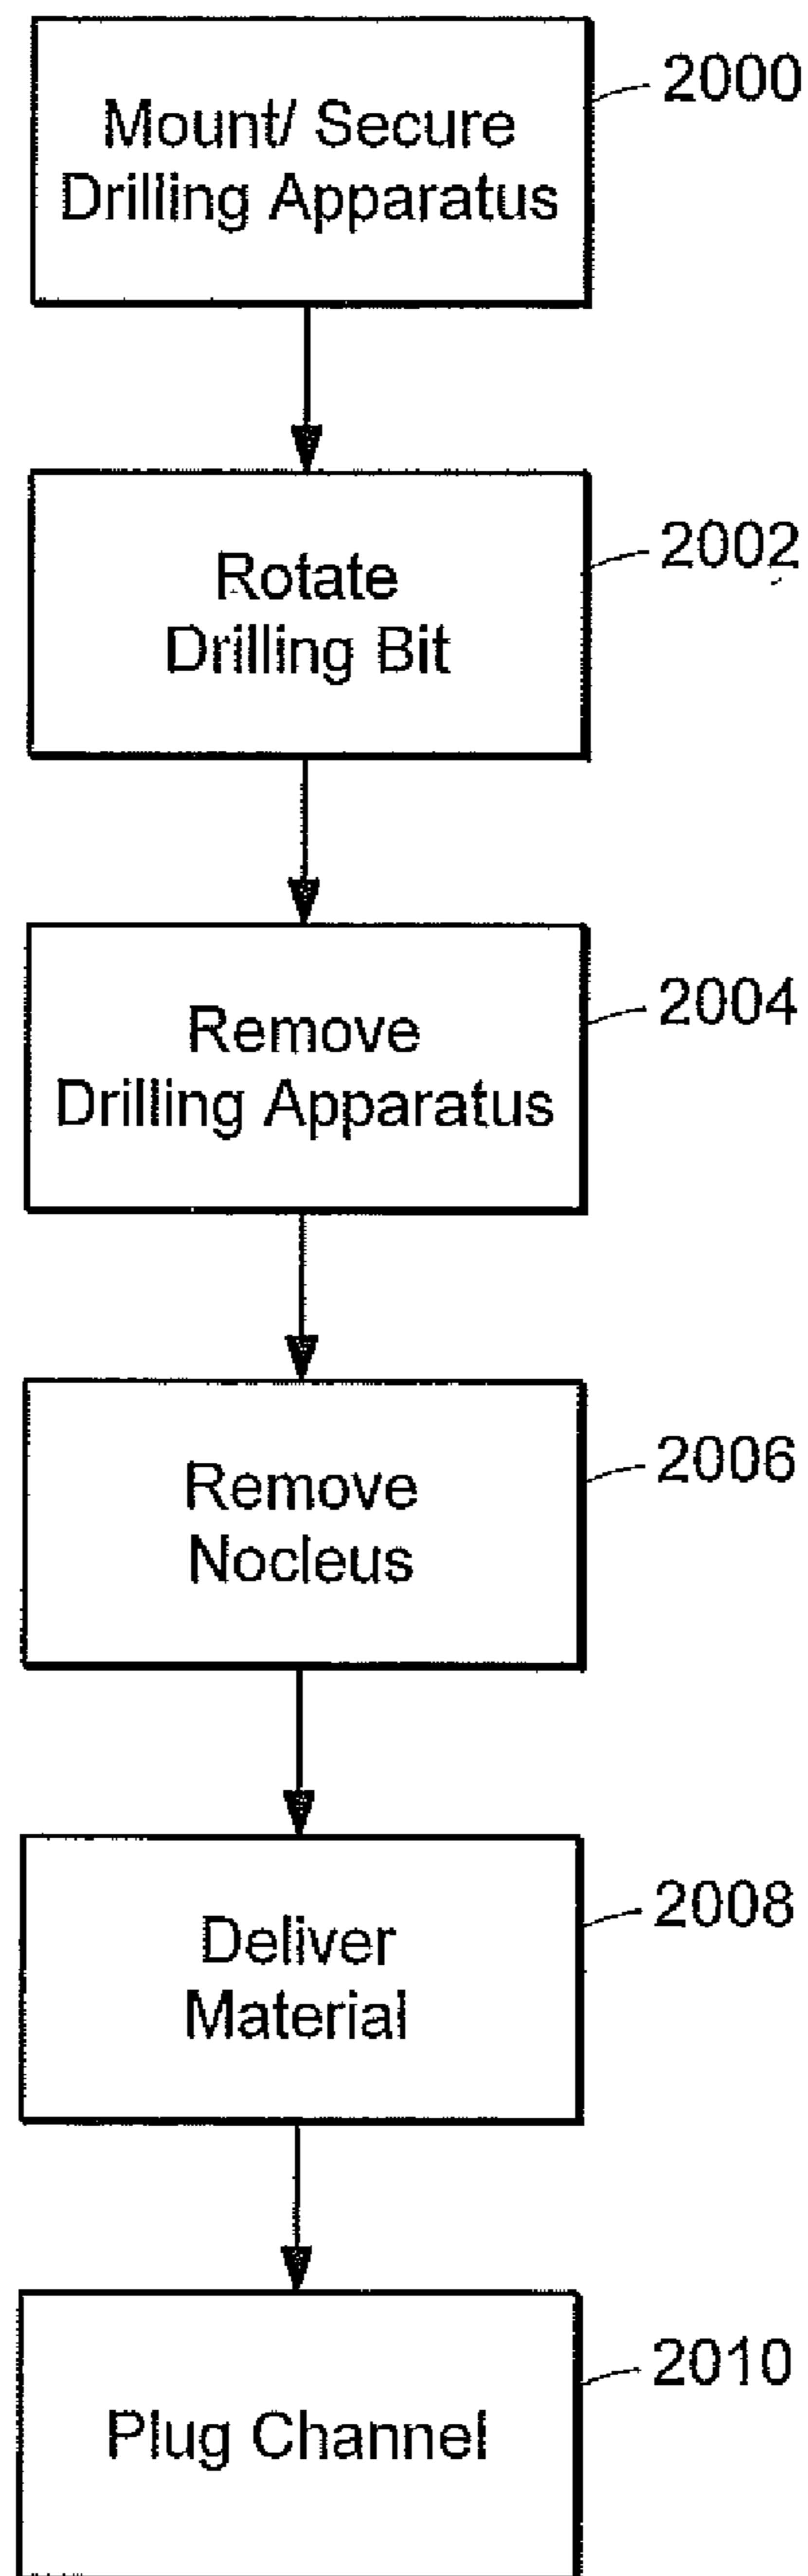 Mount/ Secure
Drilling Apparatus
2000
Rotate
Drilling Bit
2002
Remove
Drilling Apparatus
2004
Remove
Nocleus
2006
Deliver
Material
2008
Plug Channel
2010